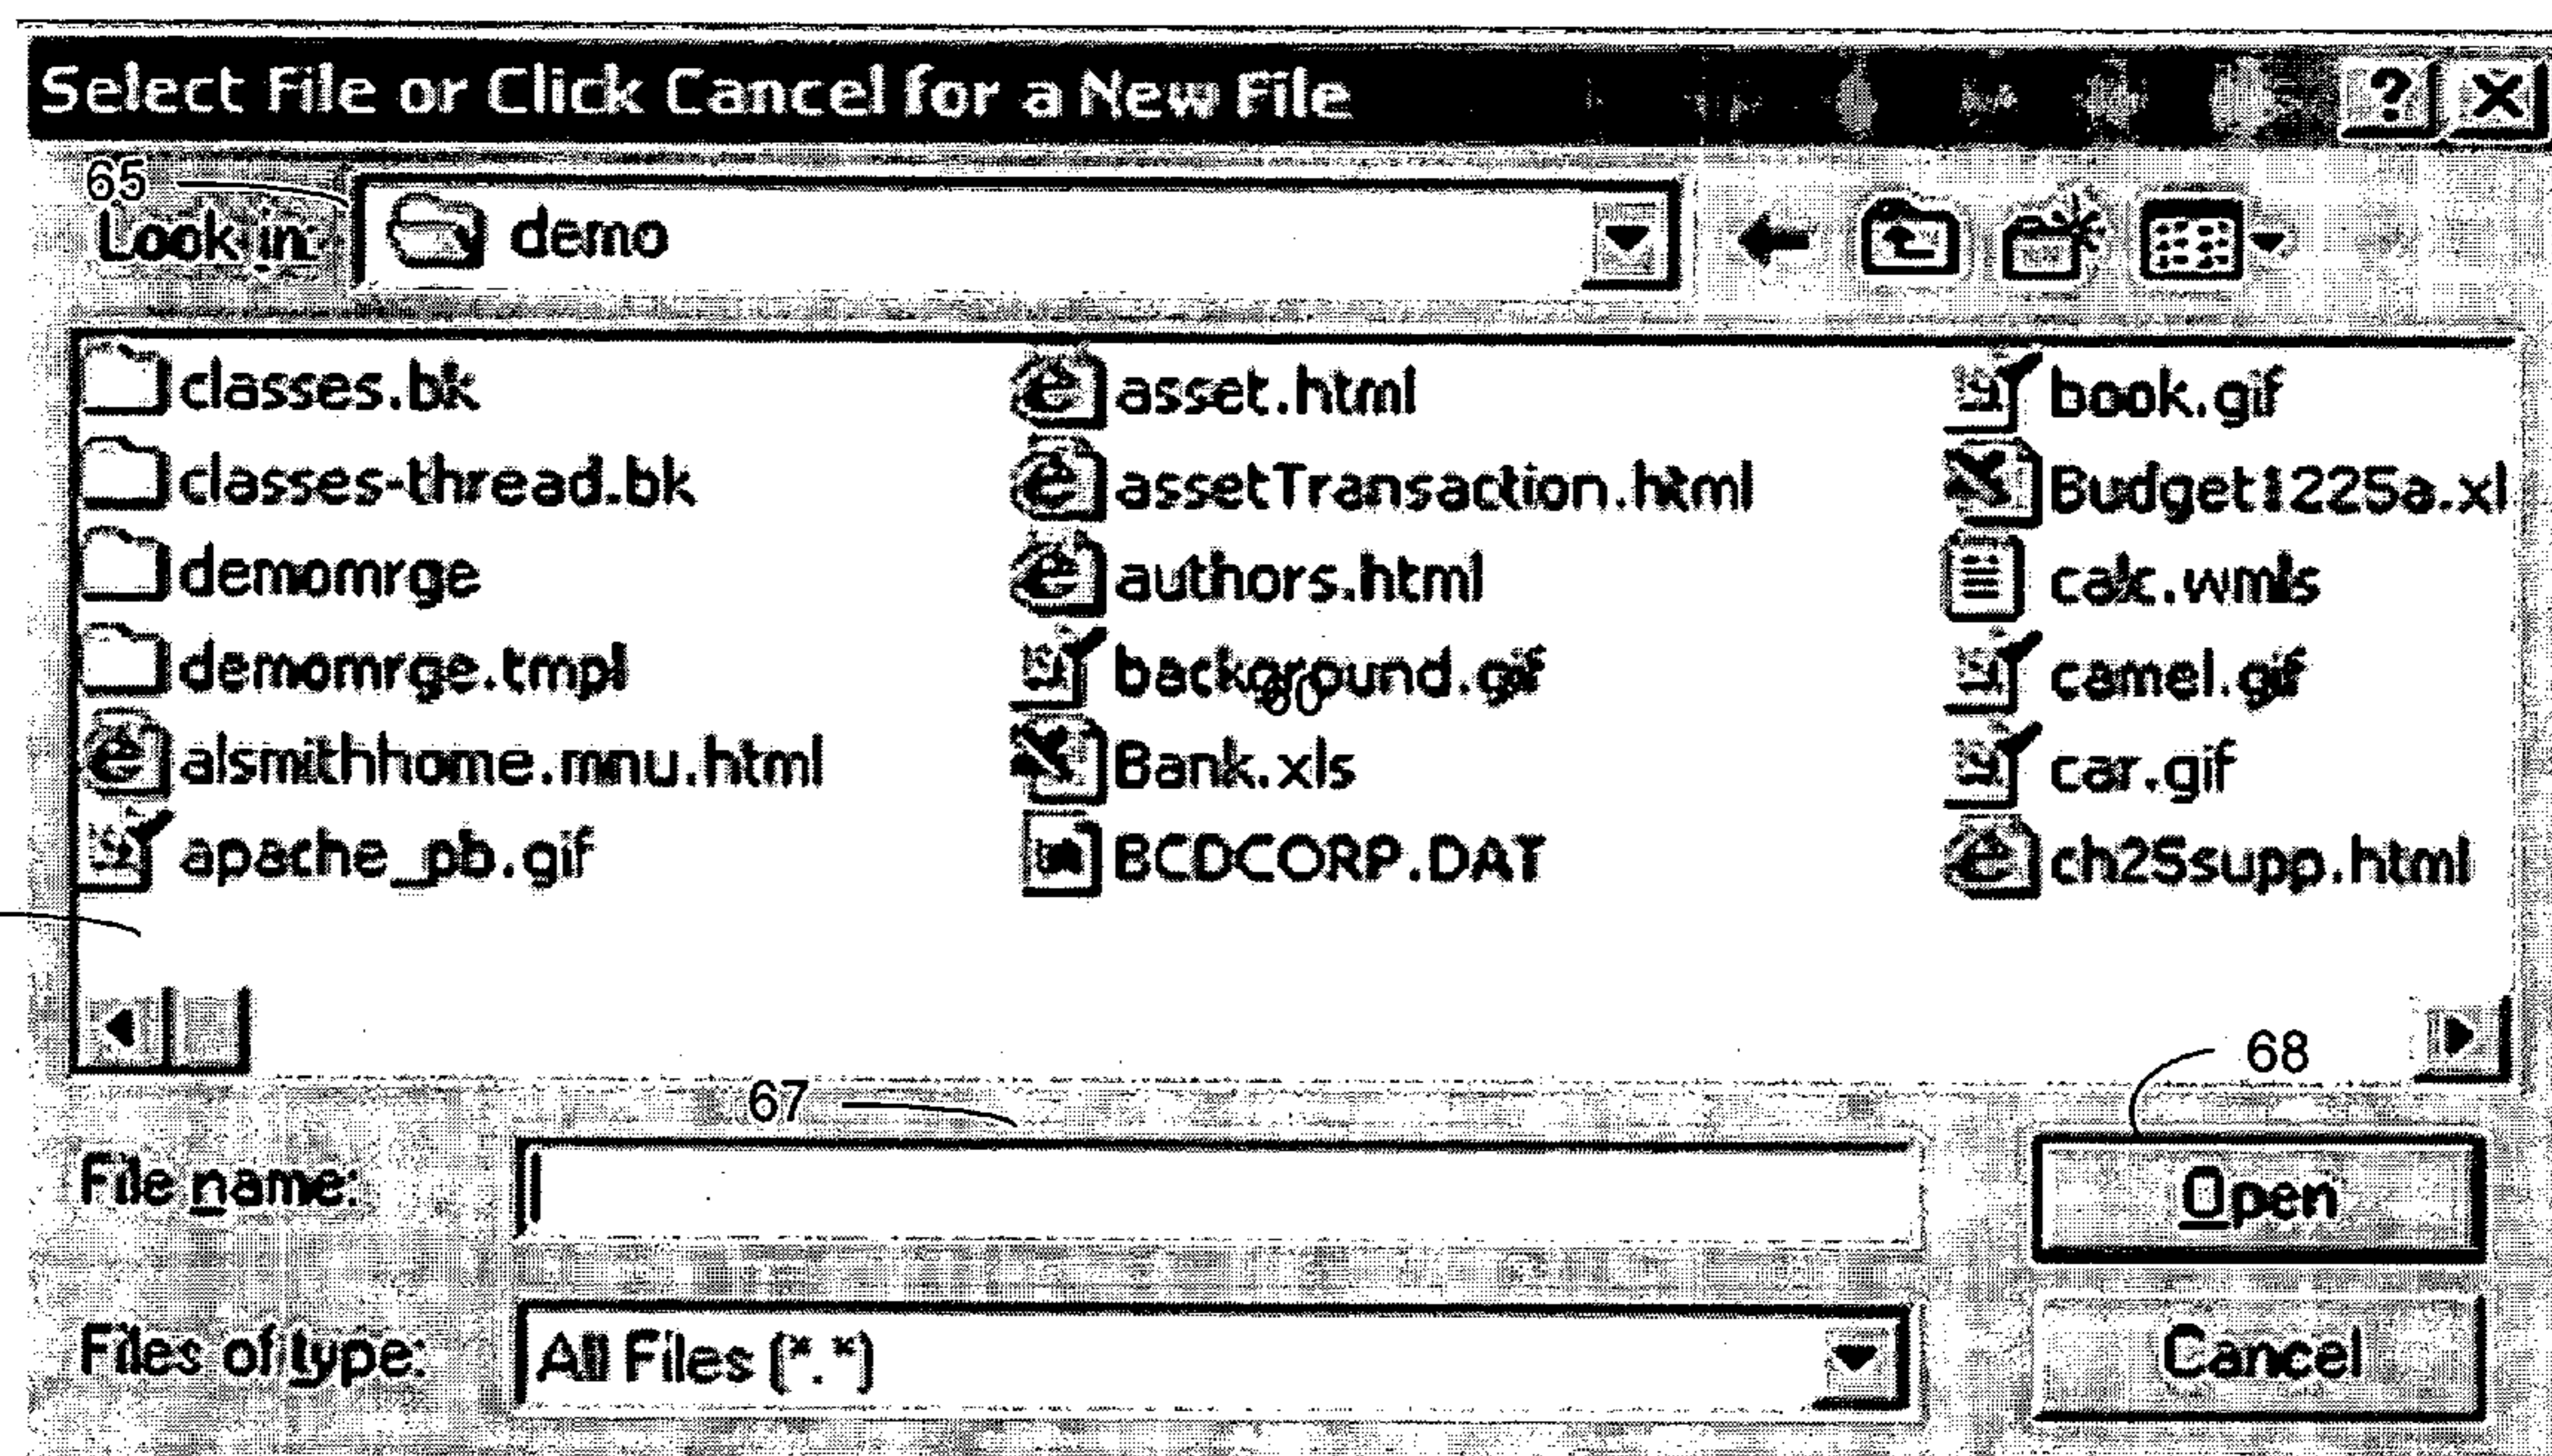 Select File or Click Cancel for a New File
65
Look in: demo
classes.bk asset.html book.gif
classes-thread.bk assetTransaction.html Budget1225a.xl
demomrge authors.html calc.wmls
demomrge.tmpl background.gif camel.gif
60
alsmithhome.mnu.html Bank.xls car.gif
apache_pb.gif BCDCORP.DAT ch25supp.html
68
67
File name: Open
Files of type: All Files (*.*) Cancel